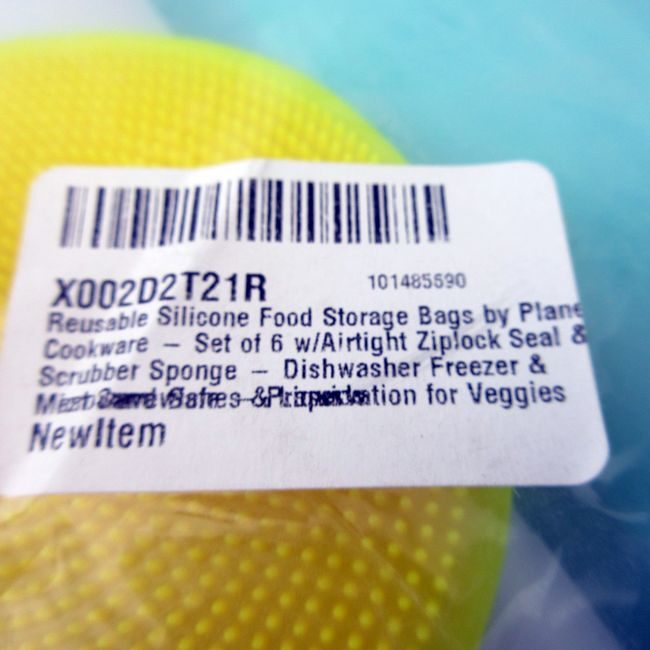 X002D2T21R
101485590
Reusable Silicone Food Storage Bags by Plane
Cookware – Set of 6 w/Airtight Ziplock Seal &
Scrubber Sponge – Dishwasher Freezer &
for Veggies
NewItem